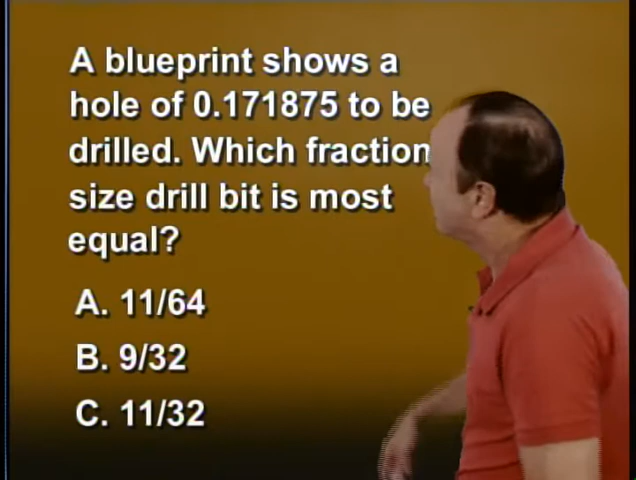 A blueprint shows a
hole of 0.171875 to be
drilled. Which fraction
size drill bit is most
equal?
A. 11/64
B. 9/32
C. 11/32